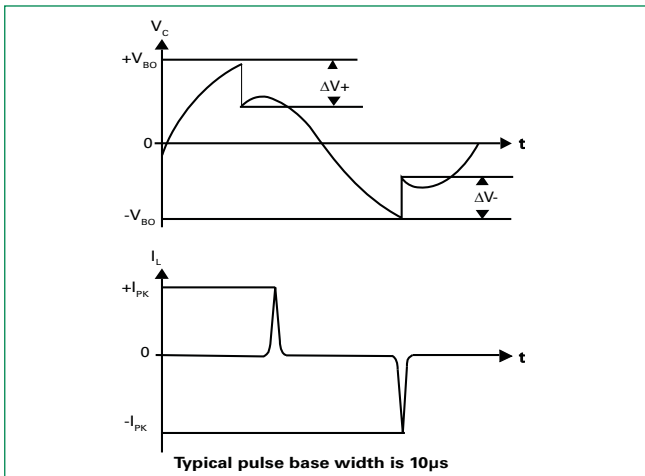 V_C
+V_BO
ΔV+
0
t
ΔV-
-V_BO
I_L
+I_PK
0
t
-I_PK
Typical pulse base width is 10µs